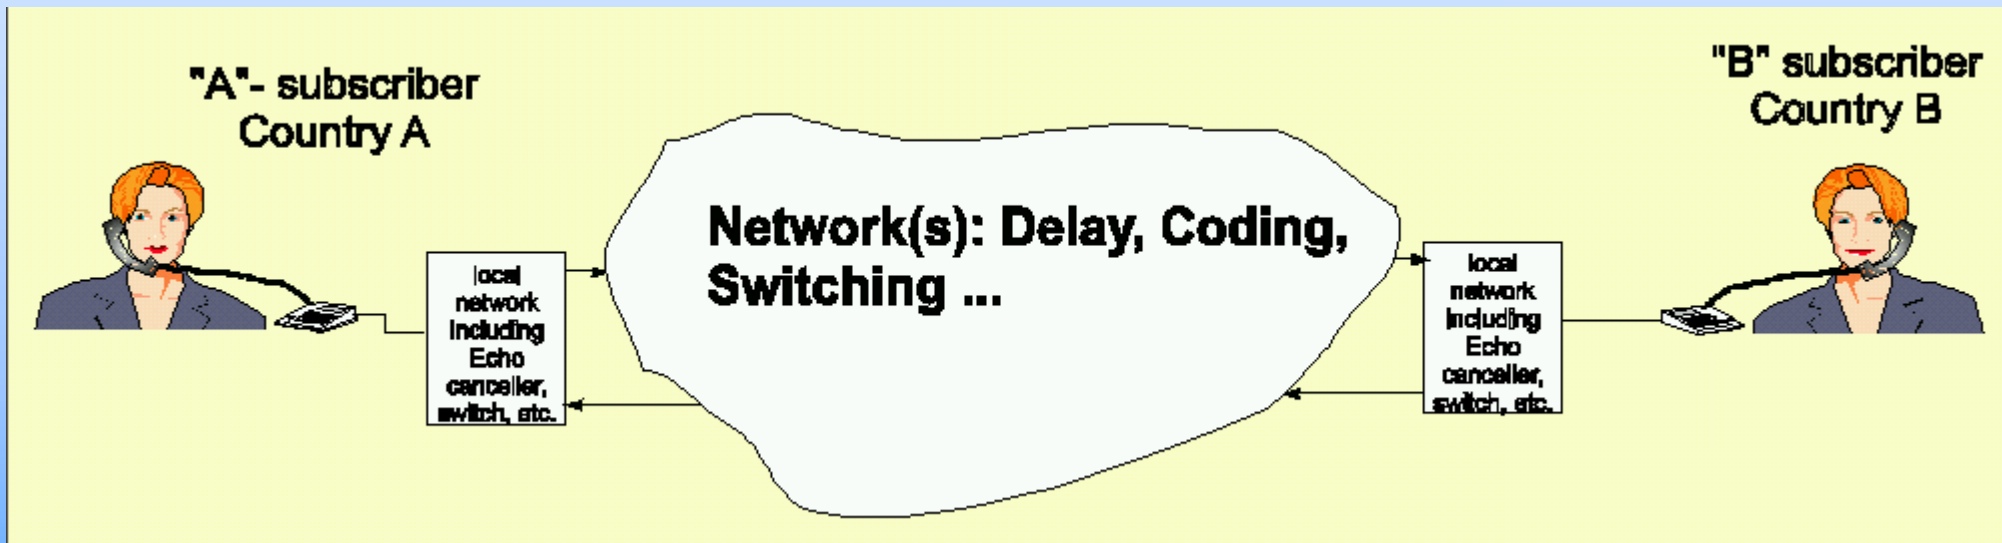 "A"- subscriber
Country A
"B" subscriber
Country B
Network(s): Delay, Coding,
Switching ...
local
network
including
Echo
canceller,
switch, etc.
local
network
including
Echo
canceller,
switch, etc.